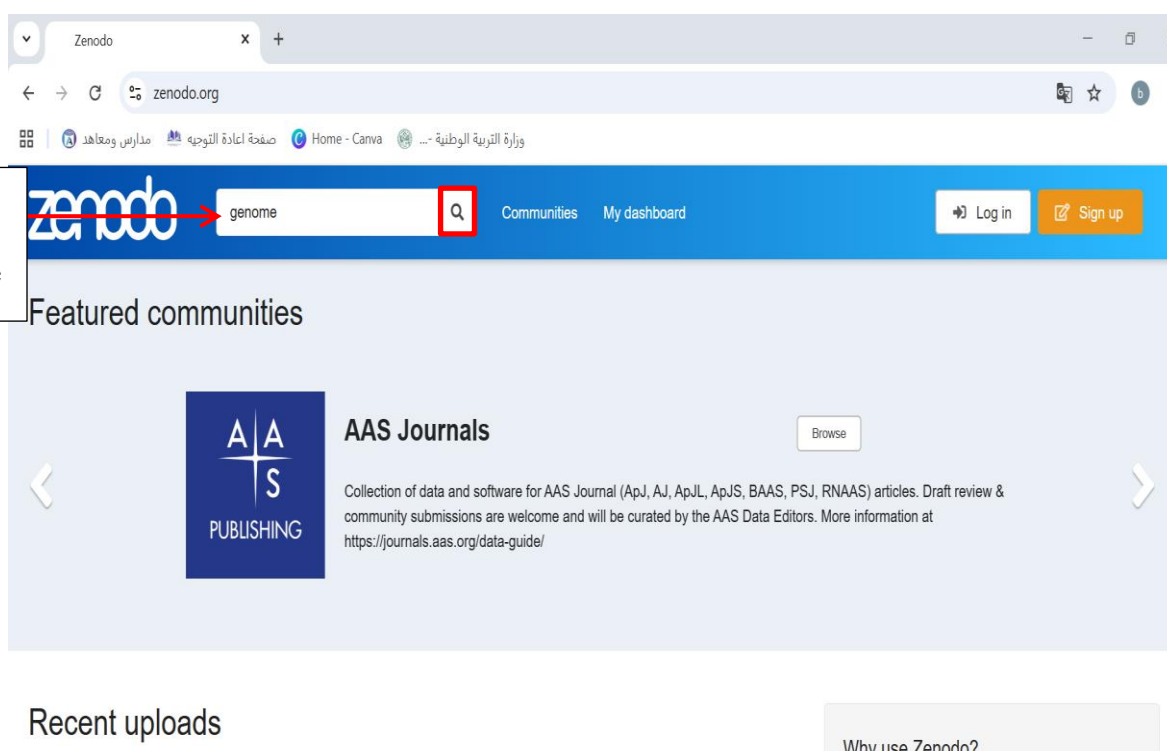 Zenodo
zenodo.org
مدارس ومعاهد
صفحة اعادة التوجيه
Home - Canva
وزارة التربية الوطنية -...
b
zenodo
genome
Communities
My dashboard
Log in
Sign up
Featured communities
A A
S
PUBLISHING
AAS Journals
Browse
Collection of data and software for AAS Journal (ApJ, AJ, ApJL, ApJS, BAAS, PSJ, RNAAS) articles. Draft review &
community submissions are welcome and will be curated by the AAS Data Editors. More information at
https://journals.aas.org/data-guide/
Recent uploads
Why use Zenodo?